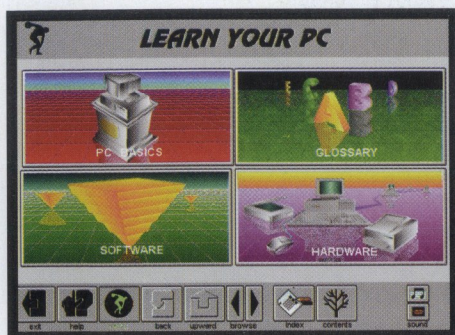 LEARN YOUR PC
PC BASICS
GLOSSARY
SOFTWARE
HARDWARE
exit help back upward browse index contents sound